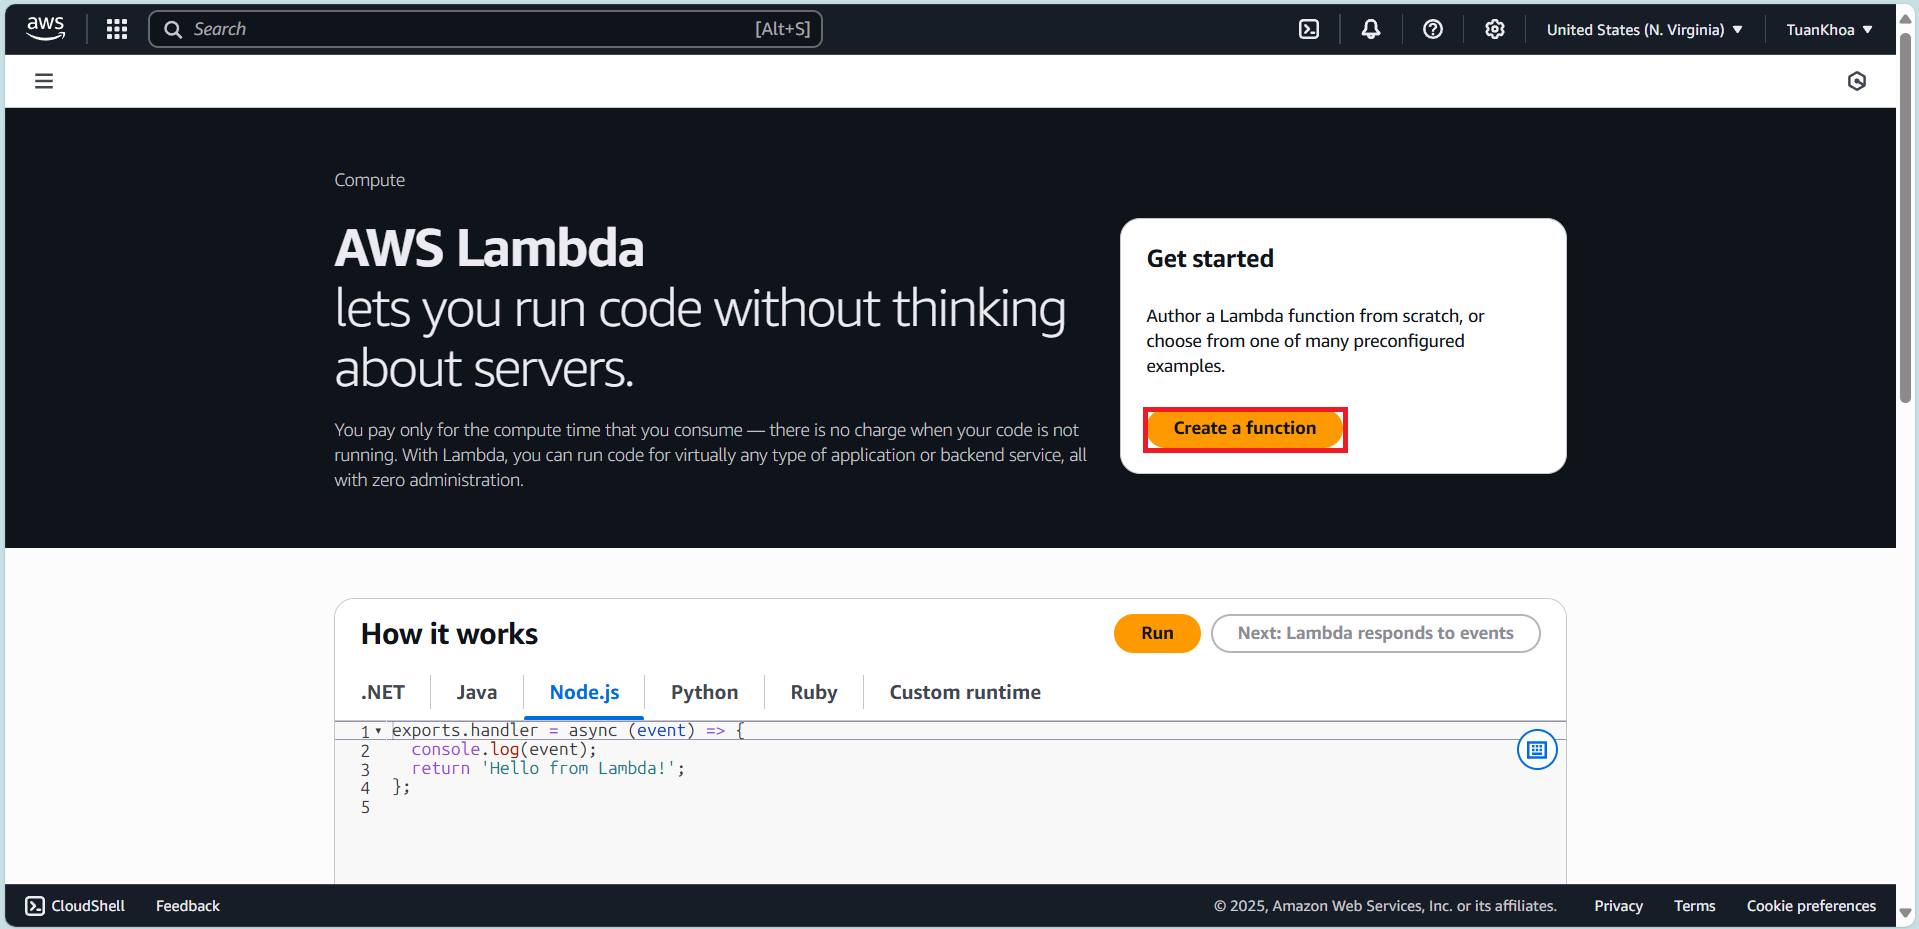 aws
Search
[Alt+S]
United States (N. Virginia)
TuanKhoa
Compute
AWS Lambda
lets you run code without thinking
about servers.
You pay only for the compute time that you consume — there is no charge when your code is not
running. With Lambda, you can run code for virtually any type of application or backend service, all
with zero administration.
Get started
Author a Lambda function from scratch, or
choose from one of many preconfigured
examples.
Create a function
How it works
Run
Next: Lambda responds to events
.NET
Java
Node.js
Python
Ruby
Custom runtime
1 exports.handler = async (event) => {
2 console.log(event);
3 return 'Hello from Lambda!';
4 };
5
CloudShell
Feedback
© 2025, Amazon Web Services, Inc. or its affiliates.
Privacy
Terms
Cookie preferences